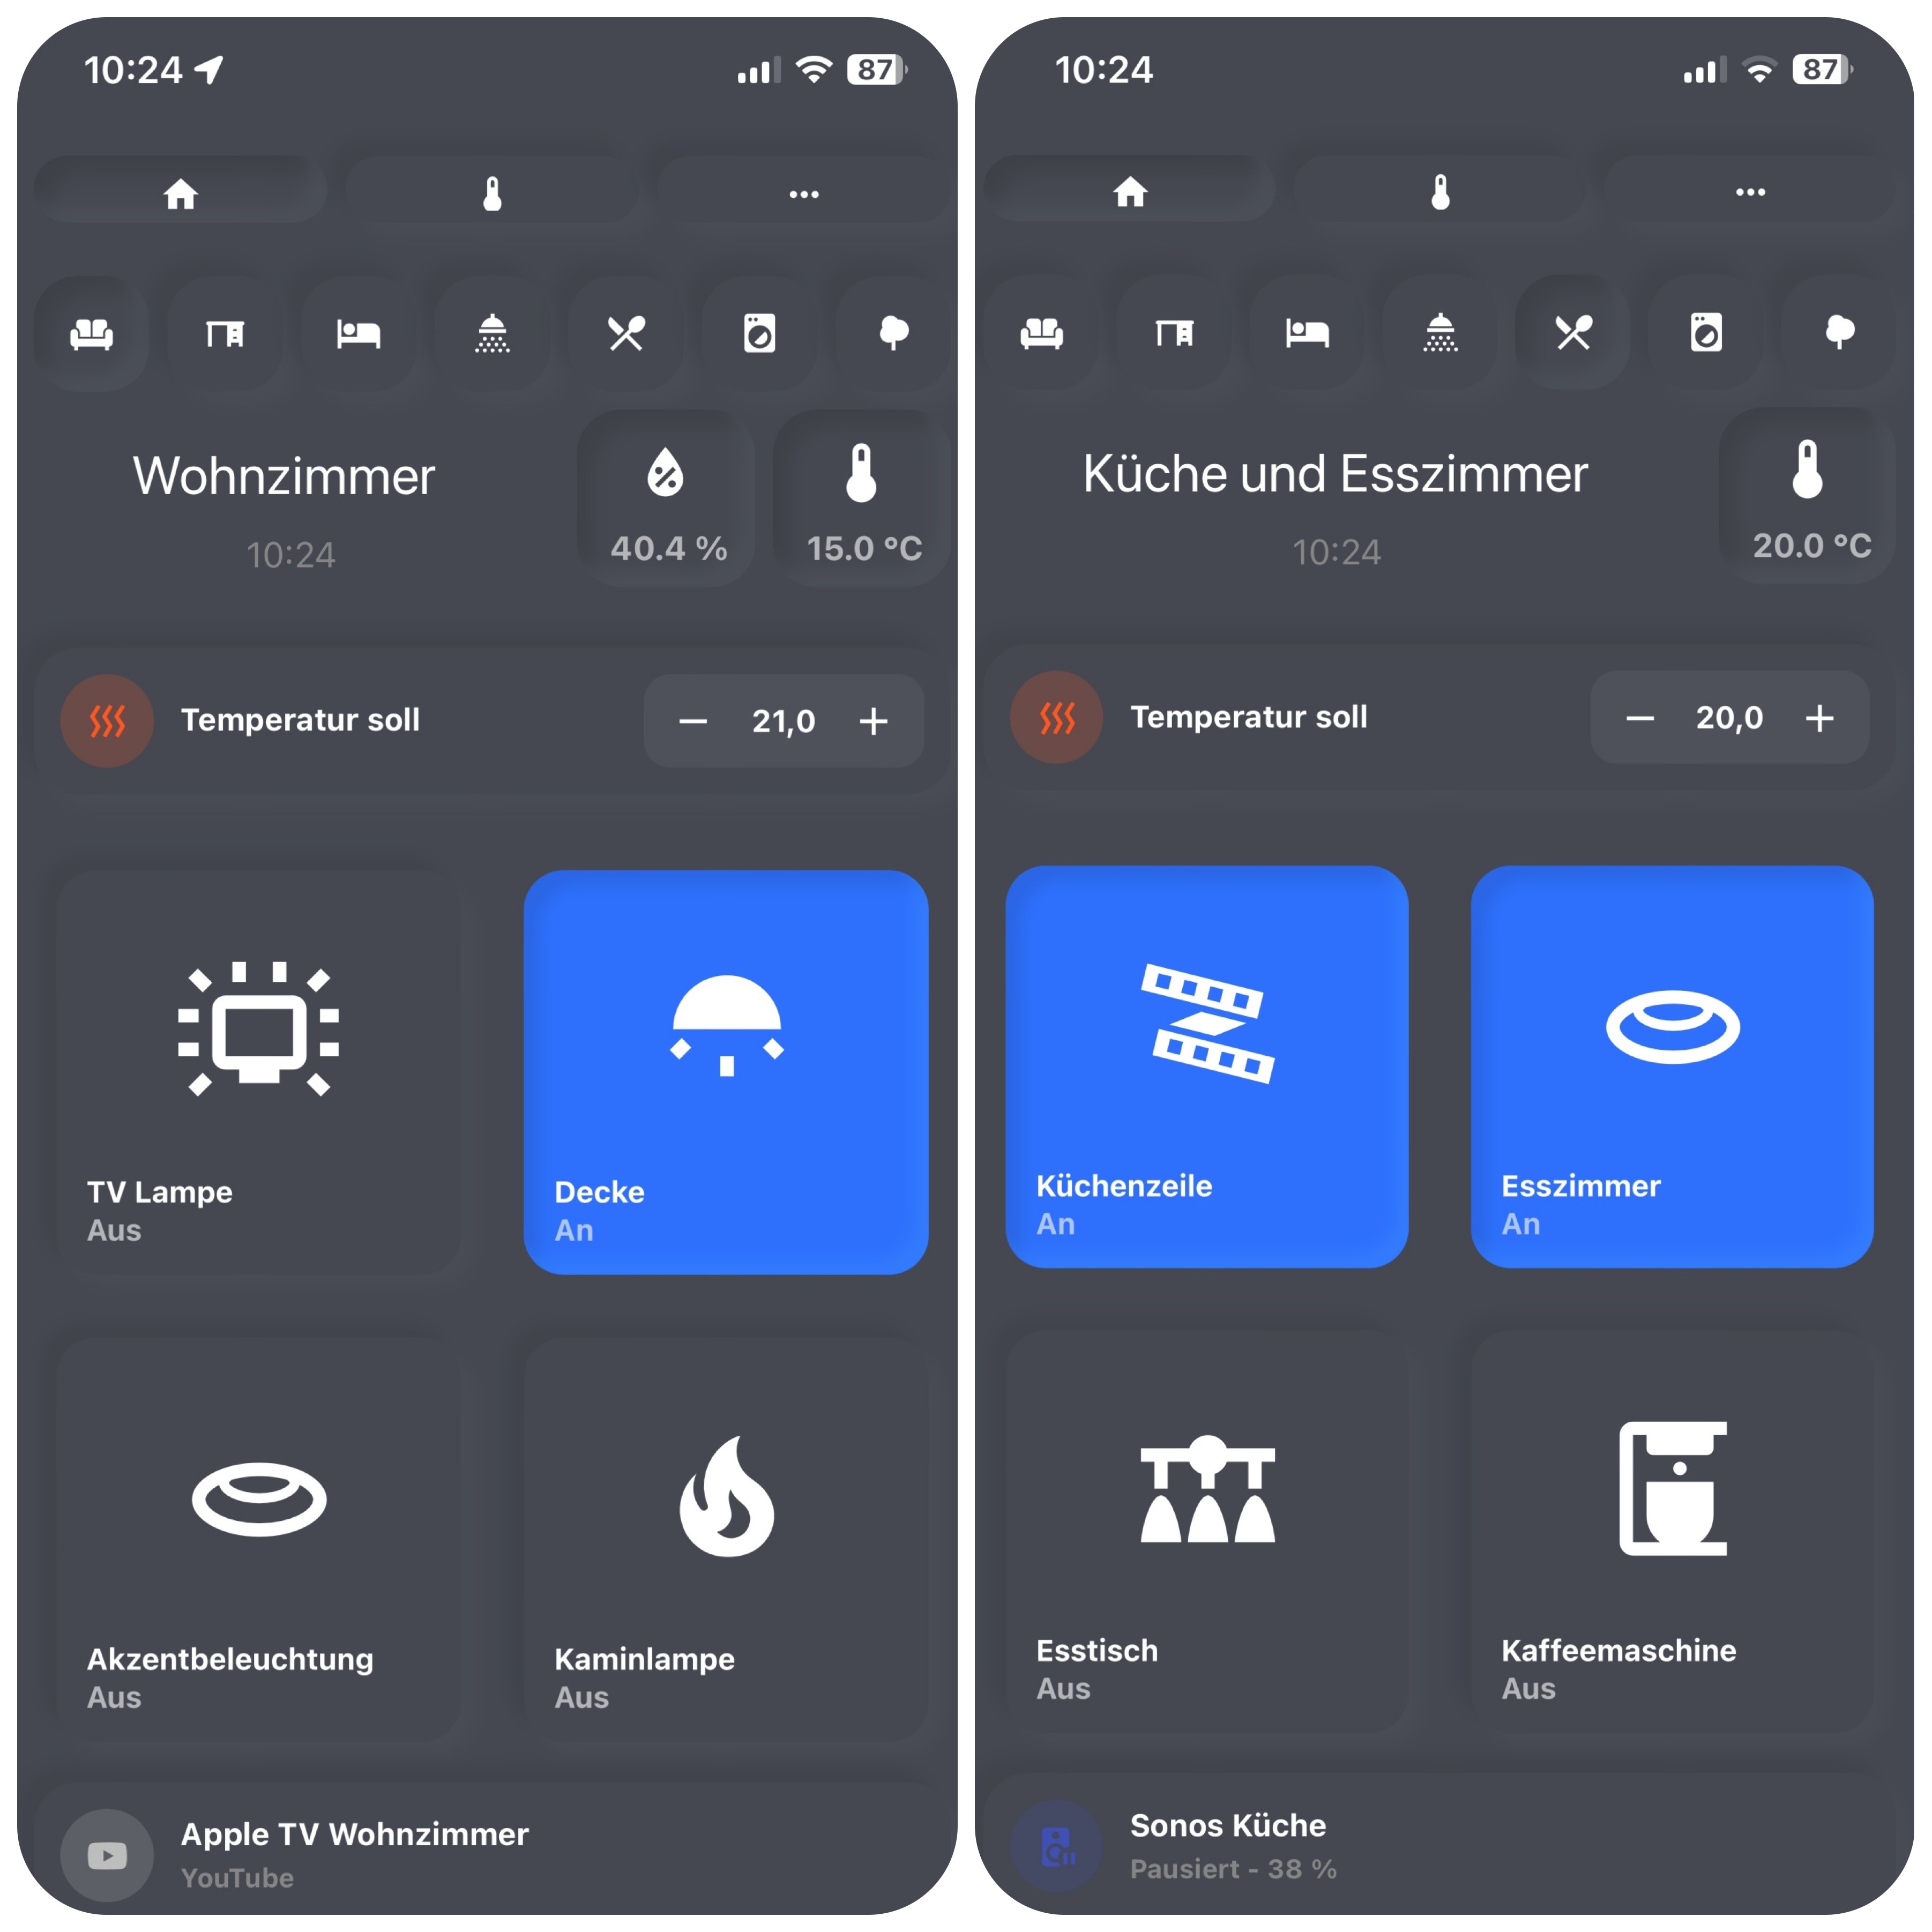 10:24
87
Wohnzimmer
10:24
40.4 %
15.0 °C
Temperatur soll
21,0
TV Lampe
Aus
Decke
An
Akzentbeleuchtung
Aus
Kaminlampe
Aus
Apple TV Wohnzimmer
YouTube
10:24
87
Küche und Esszimmer
10:24
20.0 °C
Temperatur soll
20,0
Küchenzeile
An
Esszimmer
An
Esstisch
Aus
Kaffeemaschine
Aus
Sonos Küche
Pausiert - 38 %